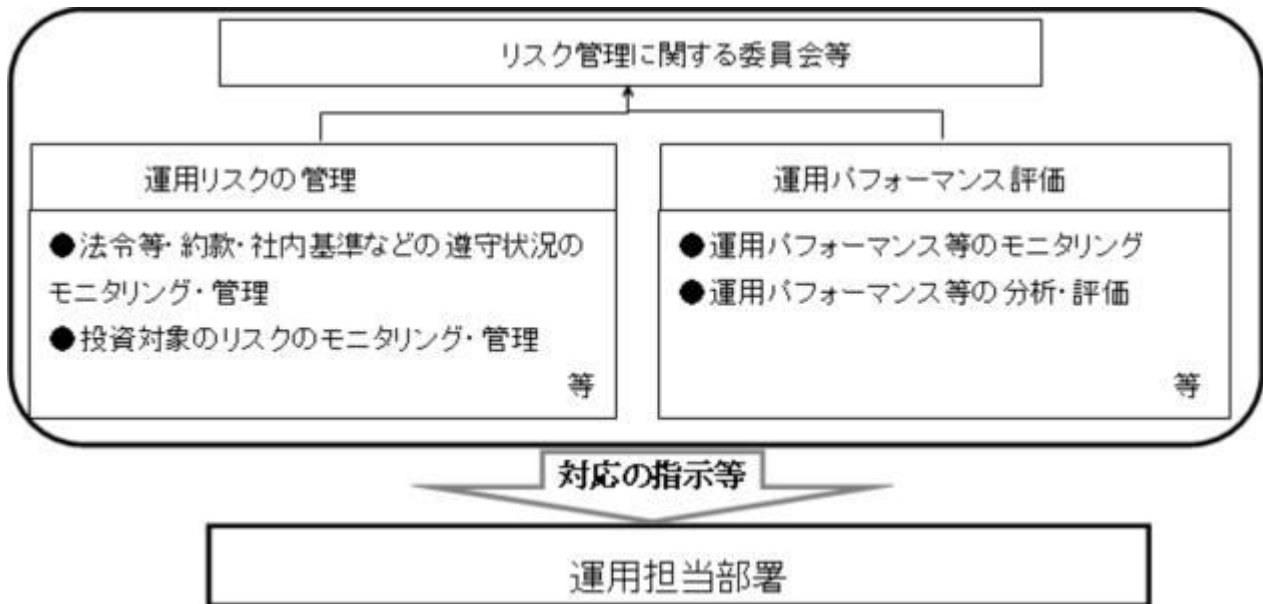 リスク管理に関する委員会等
運用リスクの管理
●法令等・約款・社内基準などの遵守状況の
モニタリング・管理
●投資対象のリスクのモニタリング・管理
等
運用パフォーマンス評価
●運用パフォーマンス等のモニタリング
●運用パフォーマンス等の分析・評価
等
対応の指示等
運用担当部署